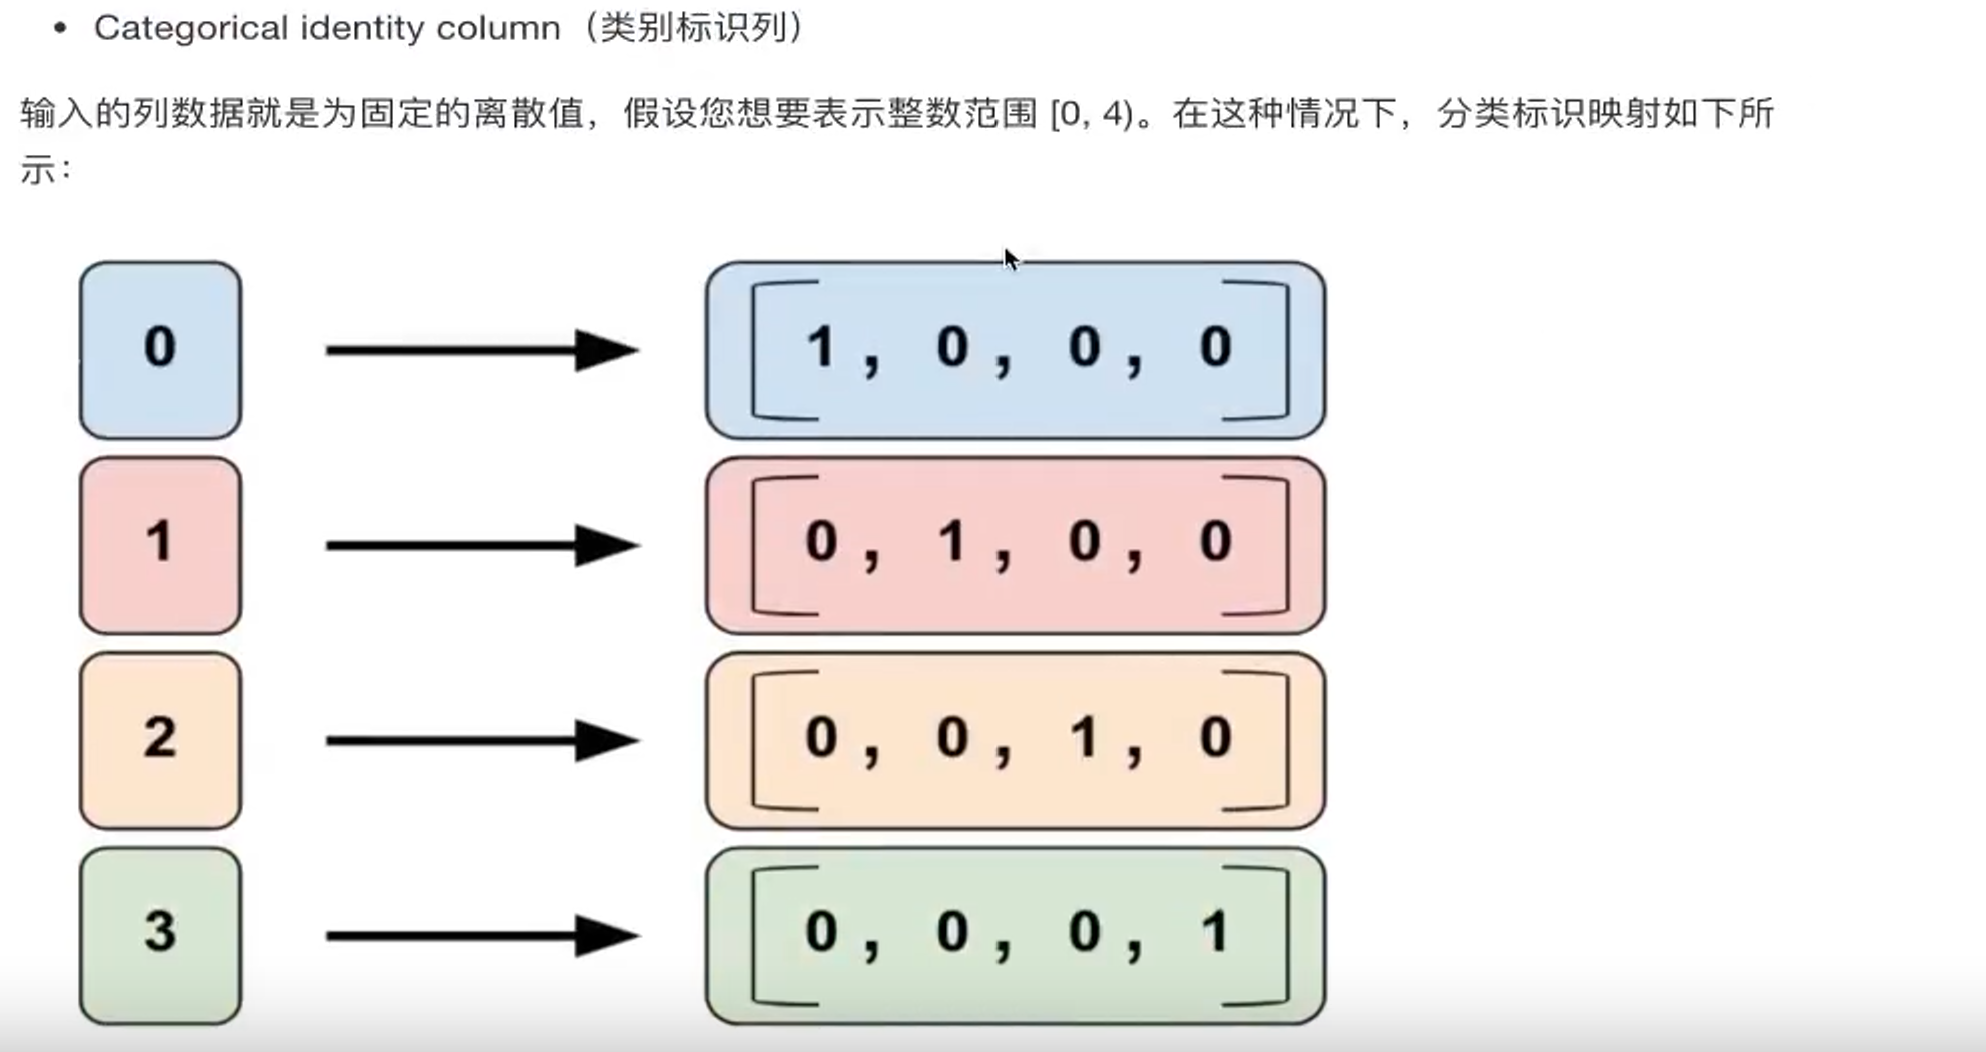 • Categorical identity column（类别标识列）
输入的列数据就是为固定的离散值，假设您想要表示整数范围 [0, 4)。在这种情况下，分类标识映射如下所
示：
0 [ 1 , 0 , 0 , 0 ]
1 [ 0 , 1 , 0 , 0 ]
2 [ 0 , 0 , 1 , 0 ]
3 [ 0 , 0 , 0 , 1 ]